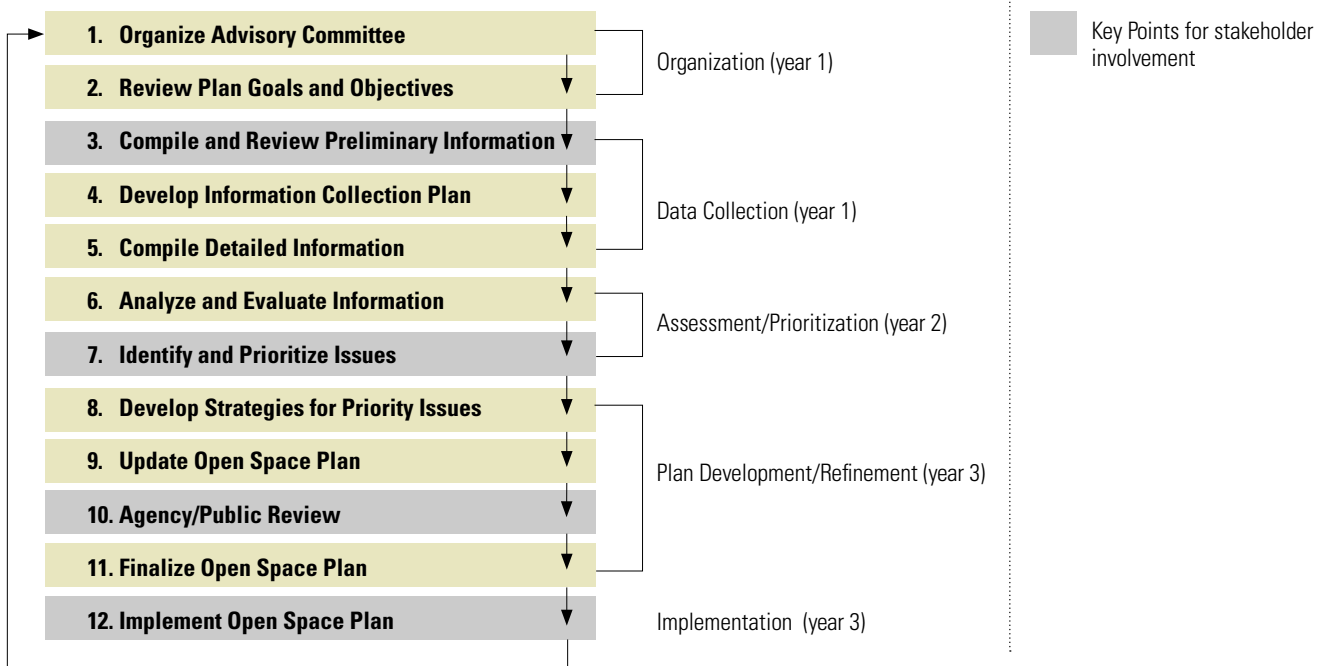 1. Organize Advisory Committee
2. Review Plan Goals and Objectives
Organization (year 1)
3. Compile and Review Preliminary Information
4. Develop Information Collection Plan
5. Compile Detailed Information
Data Collection (year 1)
6. Analyze and Evaluate Information
7. Identify and Prioritize Issues
Assessment/Prioritization (year 2)
8. Develop Strategies for Priority Issues
9. Update Open Space Plan
10. Agency/Public Review
11. Finalize Open Space Plan
Plan Development/Refinement (year 3)
12. Implement Open Space Plan
Implementation (year 3)
Key Points for stakeholder
involvement